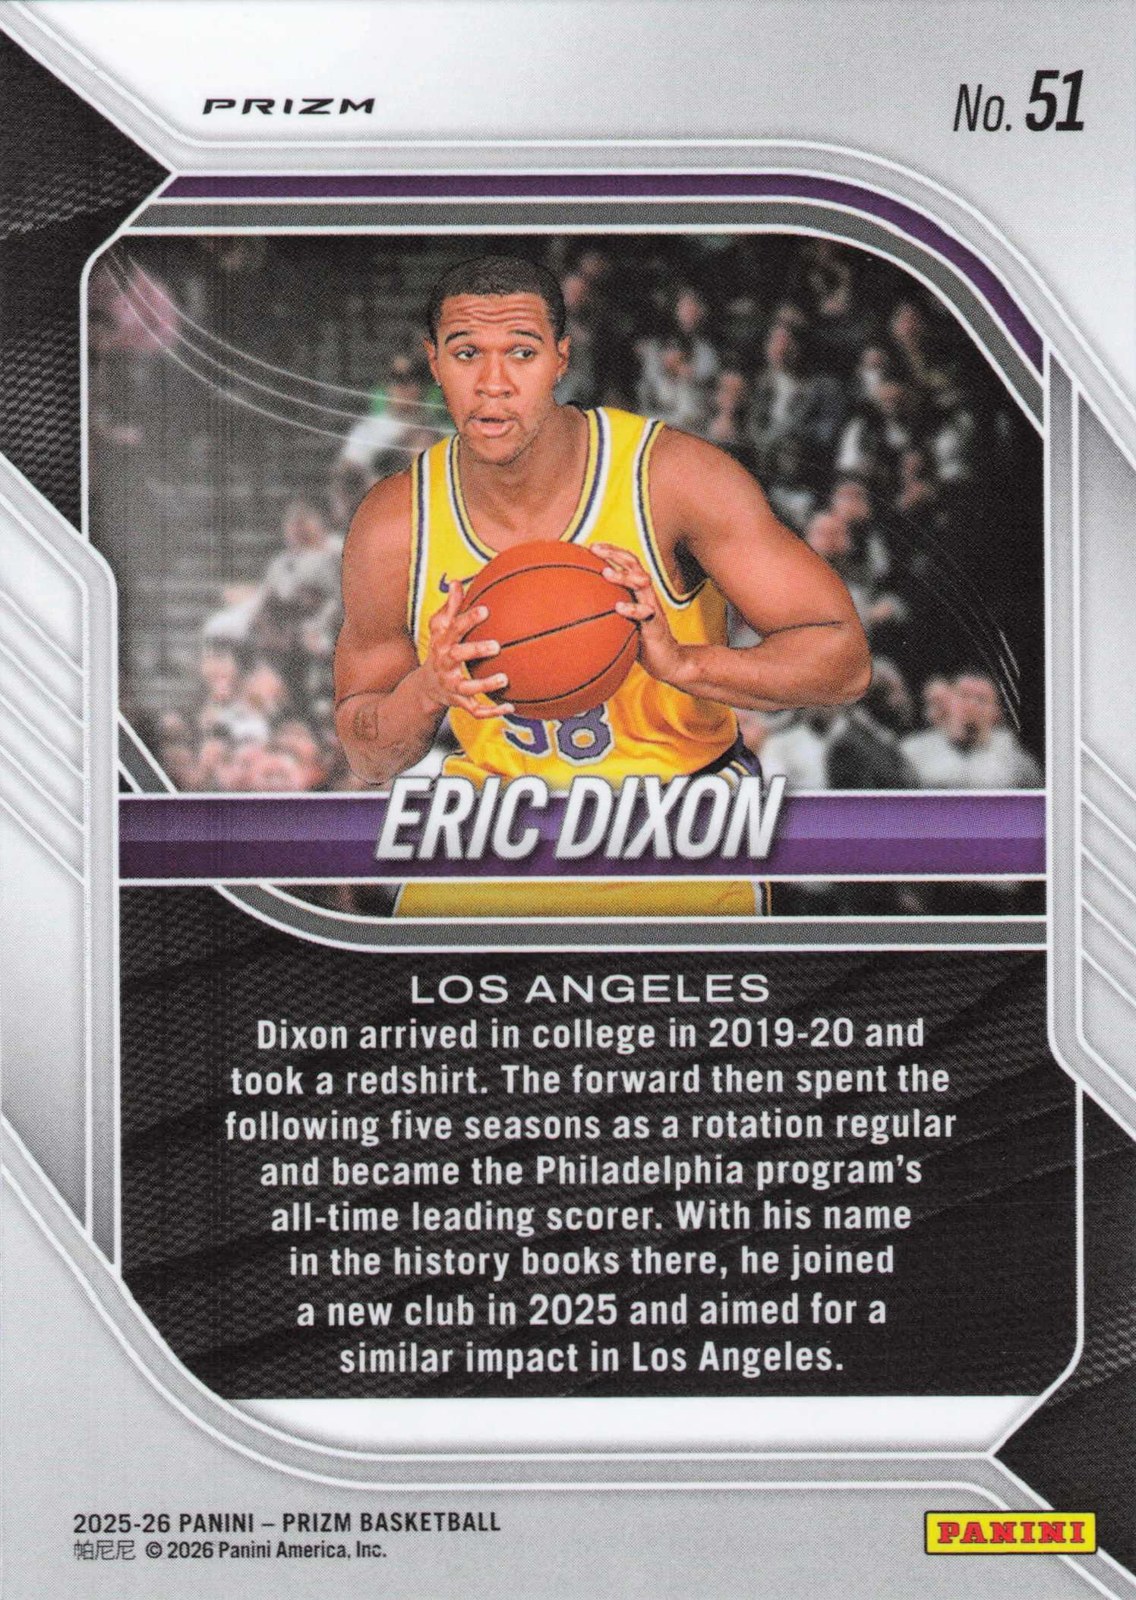 PRIZM
No. 51
98
ERIC DIXON
LOS ANGELES
Dixon arrived in college in 2019-20 and
took a redshirt. The forward then spent the
following five seasons as a rotation regular
and became the Philadelphia program's
all-time leading scorer. With his name
in the history books there, he joined
a new club in 2025 and aimed for a
similar impact in Los Angeles.
2025-26 PANINI – PRIZM BASKETBALL
帕尼尼 © 2026 Panini America, Inc.
PANINI